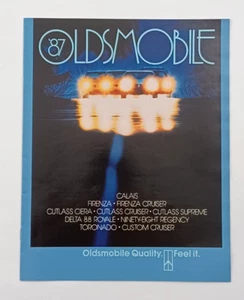 '87 OLDSMOBILE
CALAIS
FIRENZA • FIRENZA CRUISER
CUTLASS CIERA • CUTLASS CRUISER • CUTLASS SUPREME
DELTA 88 ROYALE • NINETY-EIGHT REGENCY
TORONADO • CUSTOM CRUISER
Oldsmobile Quality. Feel it.